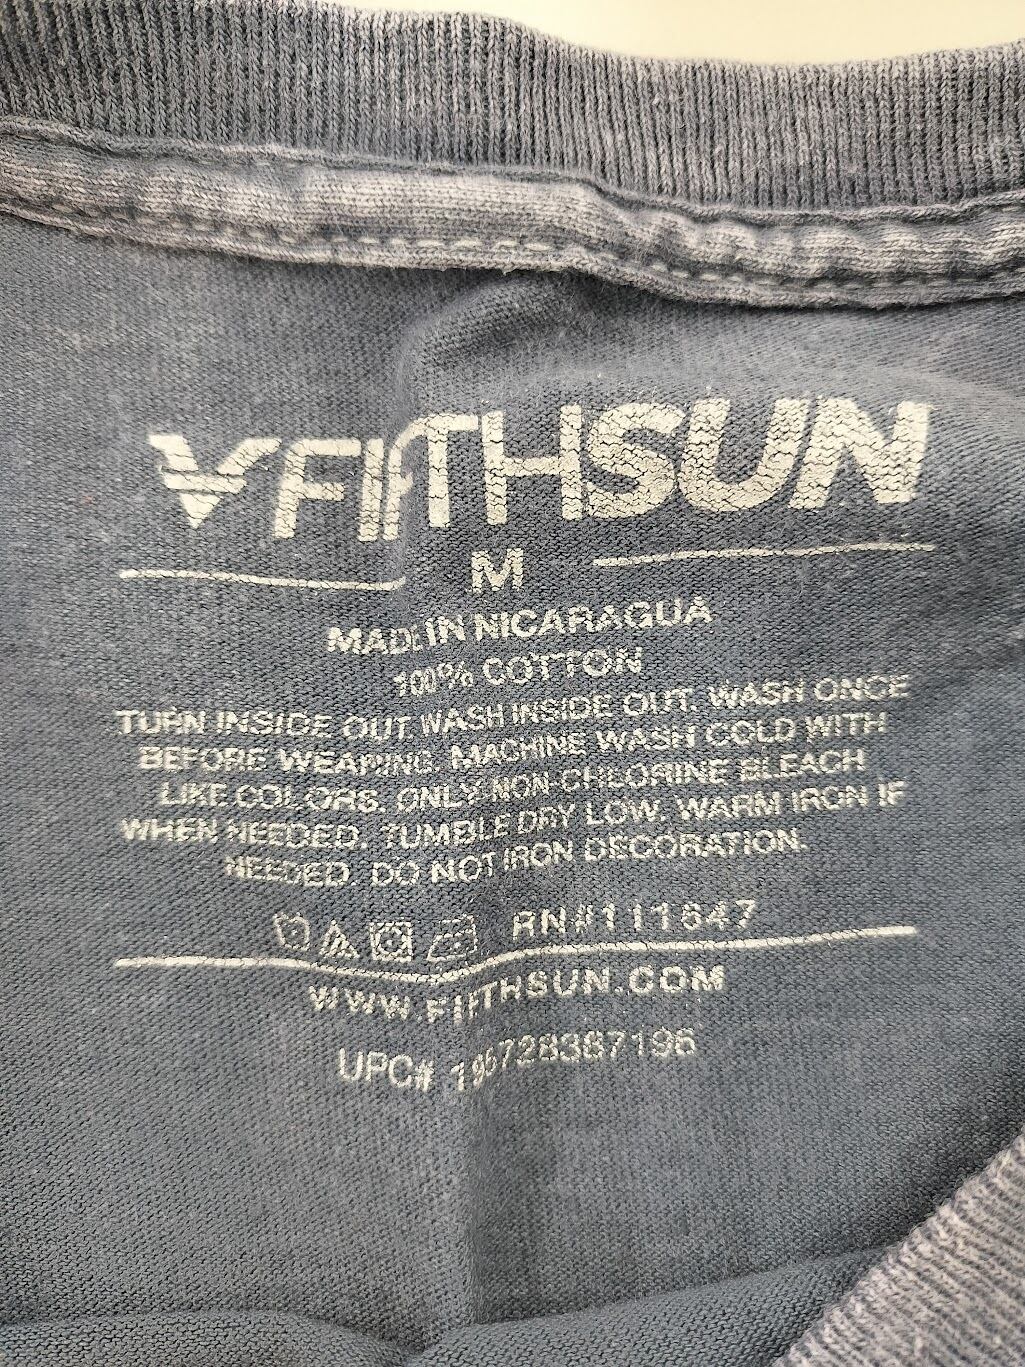 FIFTHSUN
M
MADE IN NICARAGUA
100% COTTON
TURN INSIDE OUT. WASH INSIDE OUT. WASH ONCE
BEFORE WEARING. MACHINE WASH COLD WITH
LIKE COLORS. ONLY NON-CHLORINE BLEACH
WHEN NEEDED. TUMBLE DRY LOW. WARM IRON IF
NEEDED. DO NOT IRON DECORATION.
RN#111647
WWW.FIFTHSUN.COM
UPC# 195728387196